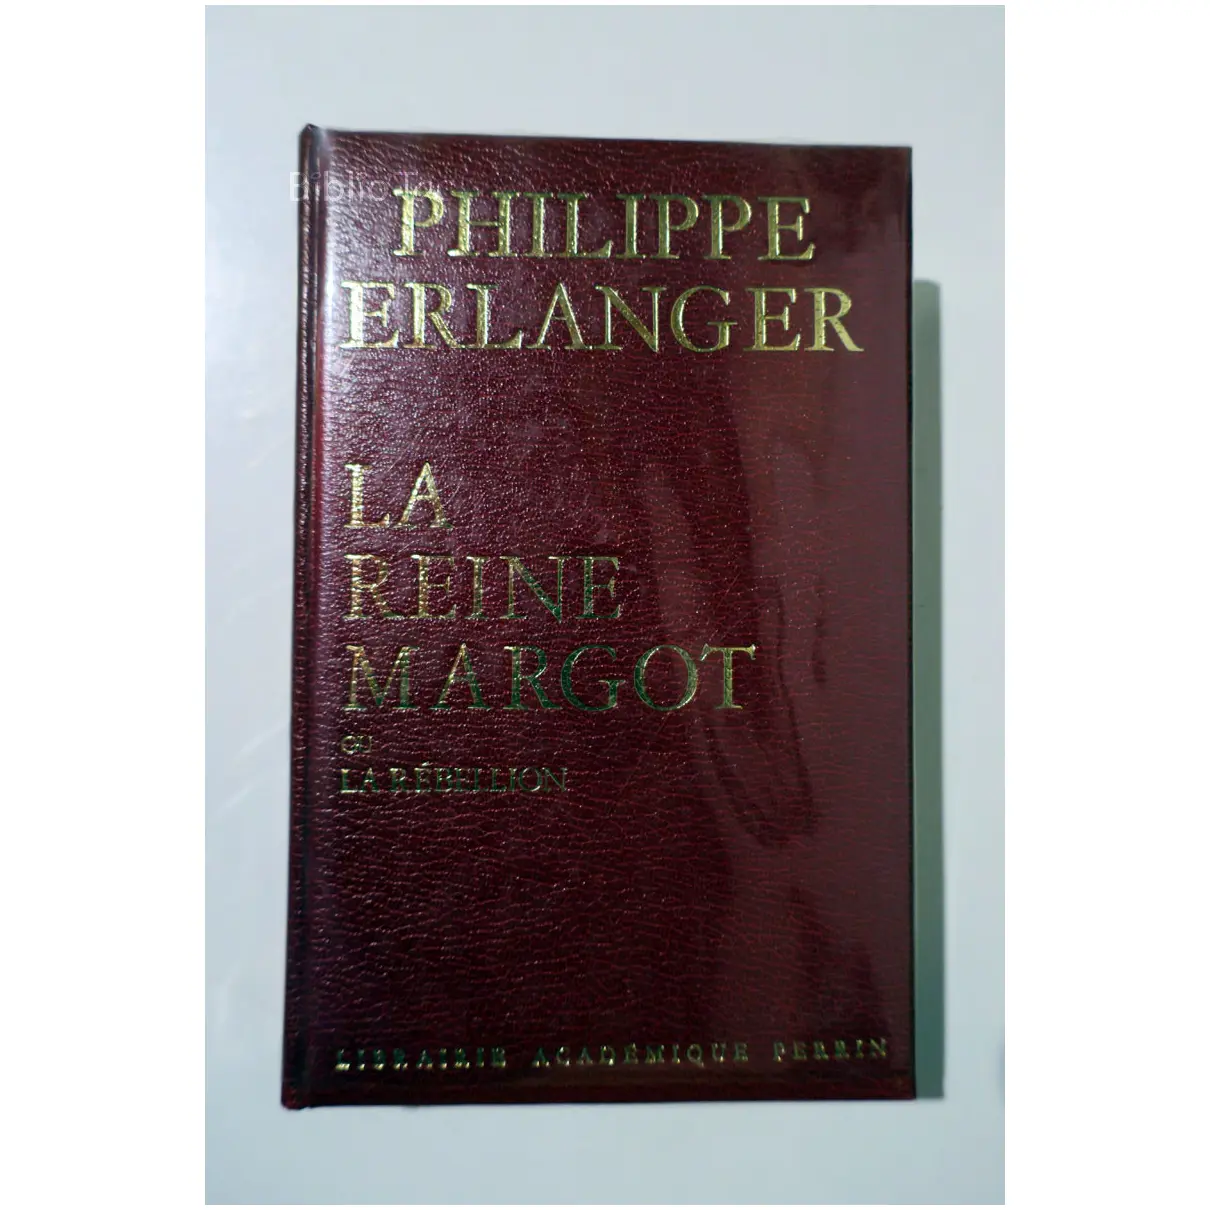 PHILIPPE
ERLANGER
LA
REINE
MARGOT
OU
LA RÉBELLION
LIBRAIRIE ACADÉMIQUE PERRIN